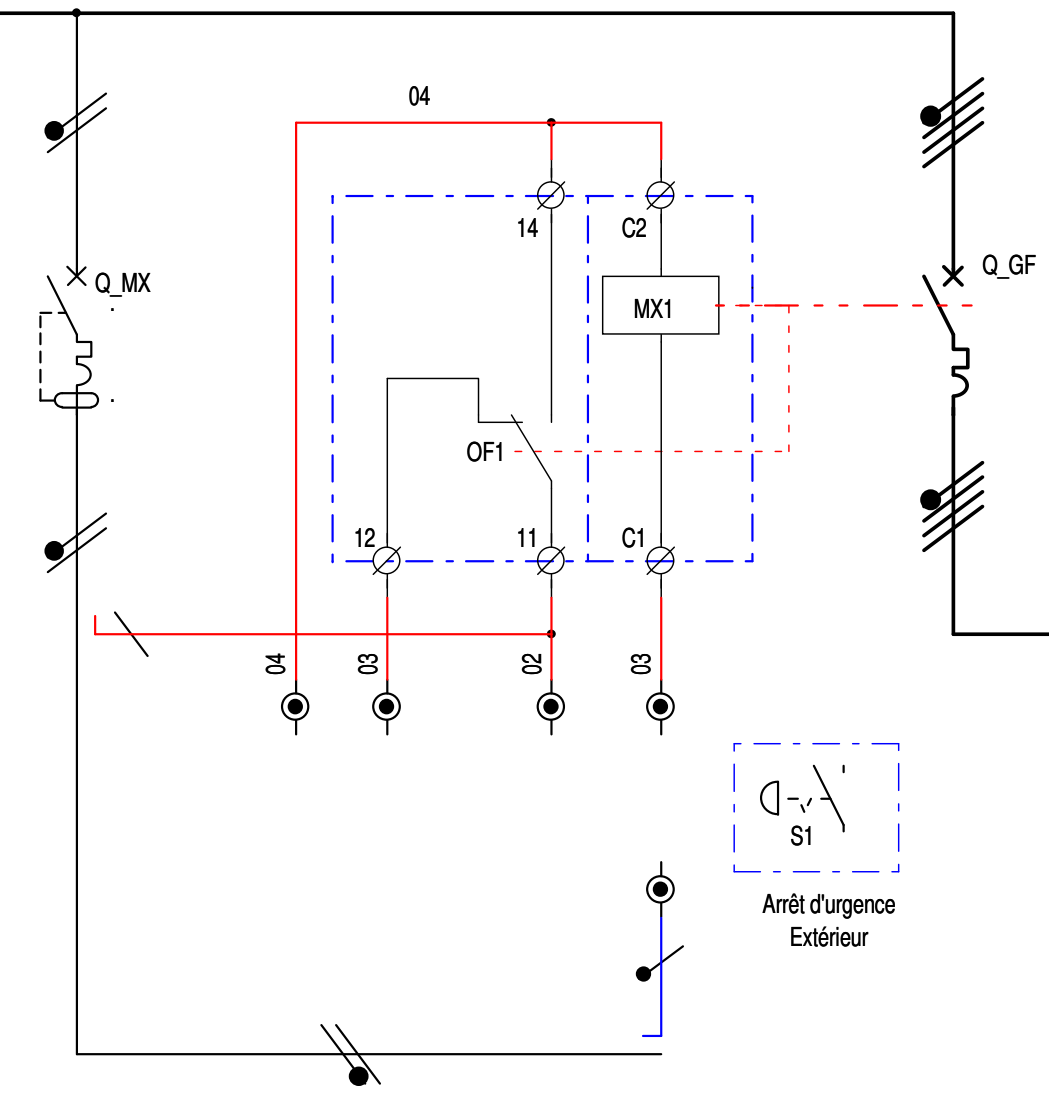 04
Q_GF
Q_MX
14
C2
MX1
OF1
12
11
C1
04
03
02
03
S1
Arrêt d'urgence
Extérieur